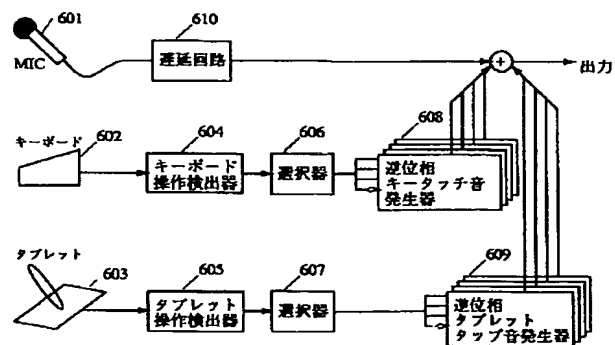 601
610
MIC
遅延回路
+
出力
キーボード
602
604
606
608
キーボード
操作検出器
選択器
逆位相
キータッチ音
発生器
タブレット
603
605
607
609
タブレット
操作検出器
選択器
逆位相
タブレット
タップ音発生器